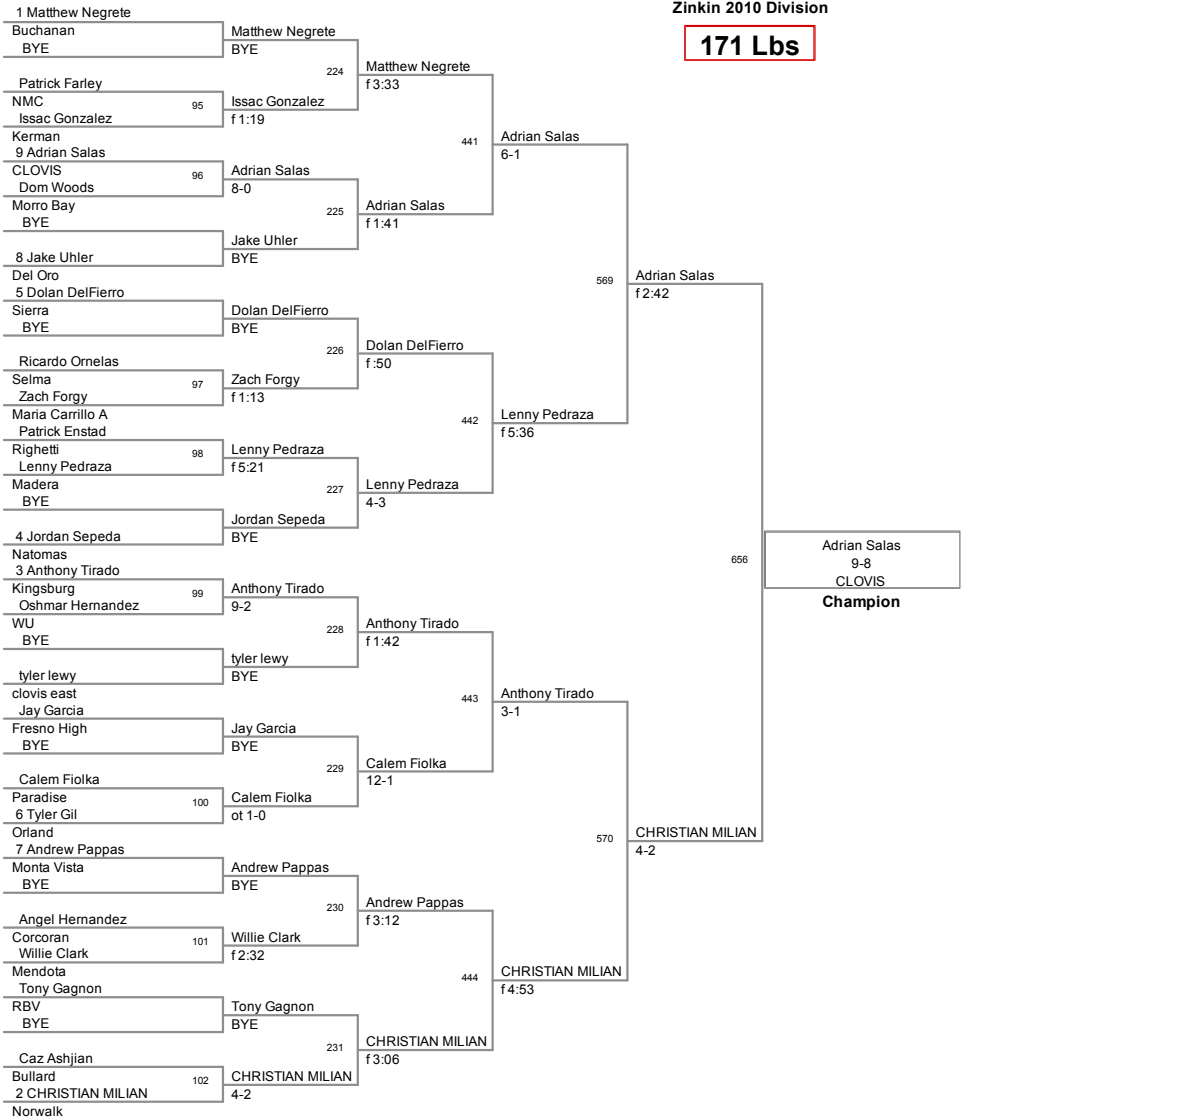 Zinkin 2010 Division
171 Lbs
1 Matthew Negrete
Buchanan
BYE
Patrick Farley
NMC
95
Issac Gonzalez
Kerman
9 Adrian Salas
CLOVIS
96
Dom Woods
Morro Bay
BYE
8 Jake Uhler
Del Oro
5 Dolan DelFierro
Sierra
BYE
Ricardo Ornelas
Selma
97
Zach Forgy
Maria Carrillo A
Patrick Enstad
Righetti
98
Lenny Pedraza
Madera
BYE
4 Jordan Sepeda
Natomas
3 Anthony Tirado
Kingsburg
99
Oshmar Hernandez
WU
BYE
tyler lewy
clovis east
Jay Garcia
Fresno High
BYE
Calem Fiolka
Paradise
100
6 Tyler Gil
Orland
7 Andrew Pappas
Monta Vista
BYE
Angel Hernandez
Corcoran
101
Willie Clark
Mendota
Tony Gagnon
RBV
BYE
Caz Ashjian
Bullard
102
2 CHRISTIAN MILIAN
Norwalk
Matthew Negrete
BYE
224
Issac Gonzalez
f 1:19
Adrian Salas
8-0
225
Jake Uhler
BYE
Dolan DelFierro
BYE
226
Zach Forgy
f 1:13
Lenny Pedraza
f 5:21
227
Jordan Sepeda
BYE
Anthony Tirado
9-2
228
tyler lewy
BYE
Jay Garcia
BYE
229
Calem Fiolka
ot 1-0
Andrew Pappas
BYE
230
Willie Clark
f 2:32
Tony Gagnon
BYE
231
CHRISTIAN MILIAN
4-2
Matthew Negrete
f 3:33
441
Adrian Salas
f 1:41
Dolan DelFierro
f :50
442
Lenny Pedraza
4-3
Anthony Tirado
f 1:42
443
Calem Fiolka
12-1
Andrew Pappas
f 3:12
444
CHRISTIAN MILIAN
f 3:06
Adrian Salas
6-1
569
Lenny Pedraza
f 5:36
Anthony Tirado
3-1
570
CHRISTIAN MILIAN
f 4:53
Adrian Salas
f 2:42
656
CHRISTIAN MILIAN
4-2
Adrian Salas
9-8
CLOVIS
Champion